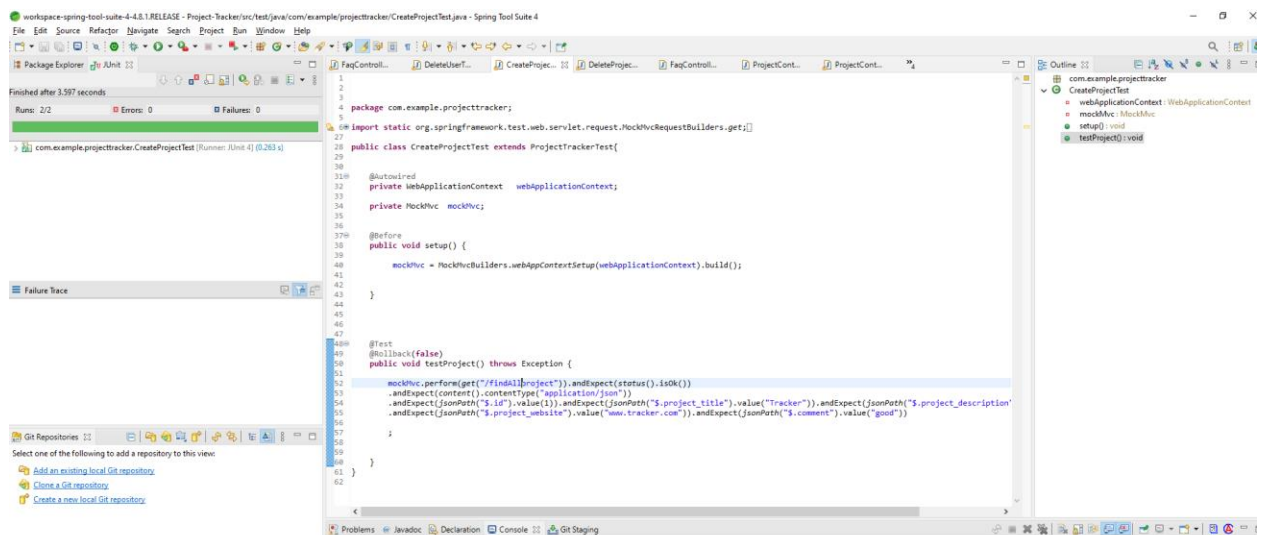 workspace-spring-tool-suite-4-4.8.1.RELEASE - Project-Tracker/src/test/java/com/example/projecttracker/CreateProjectTest.java - Spring Tool Suite 4
File Edit Source Refactor Navigate Search Project Run Window Help
Package Explorer JUnit
Finished after 3.597 seconds
Runs: 2/2 Errors: 0 Failures: 0
com.example.projecttracker.CreateProjectTest [Runner: JUnit 4] (0.263 s)
Failure Trace
Git Repositories
Select one of the following to add a repository to this view:
Add an existing local Git repository
Clone a Git repository
Create a new local Git repository
FaqControll... DeleteUserT... CreateProjec... DeleteProjec... FaqControll... ProjectCont... ProjectCont... 4
1
2
3
4 package com.example.projecttracker;
5
6 import static org.springframework.test.web.servlet.request.MockMvcRequestBuilders.get;
27
28 public class CreateProjectTest extends ProjectTrackerTest{
29
30
31 @Autowired
32 private WebApplicationContext webApplicationContext;
33
34 private MockMvc mockMvc;
35
36
37 @Before
38 public void setup() {
39
40 mockMvc = MockMvcBuilders.webAppContextSetup(webApplicationContext).build();
41
42
43 }
44
45
46
47
48 @Test
49 @Rollback(false)
50 public void testProject() throws Exception {
51
52 mockMvc.perform(get("/findAllproject")).andExpect(status().isOk())
53 .andExpect(content().contentType("application/json"))
54 .andExpect(jsonPath("$.id").value(1)).andExpect(jsonPath("$.project_title").value("Tracker")).andExpect(jsonPath("$.project_description"
55 .andExpect(jsonPath("$.project_website").value("www.tracker.com")).andExpect(jsonPath("$.comment").value("good"))
56
57 ;
58
59
60 }
61 }
62
Problems Javadoc Declaration Console Git Staging
Outline
com.example.projecttracker
CreateProjectTest
webApplicationContext : WebApplicationContext
mockMvc : MockMvc
setup() : void
testProject() : void